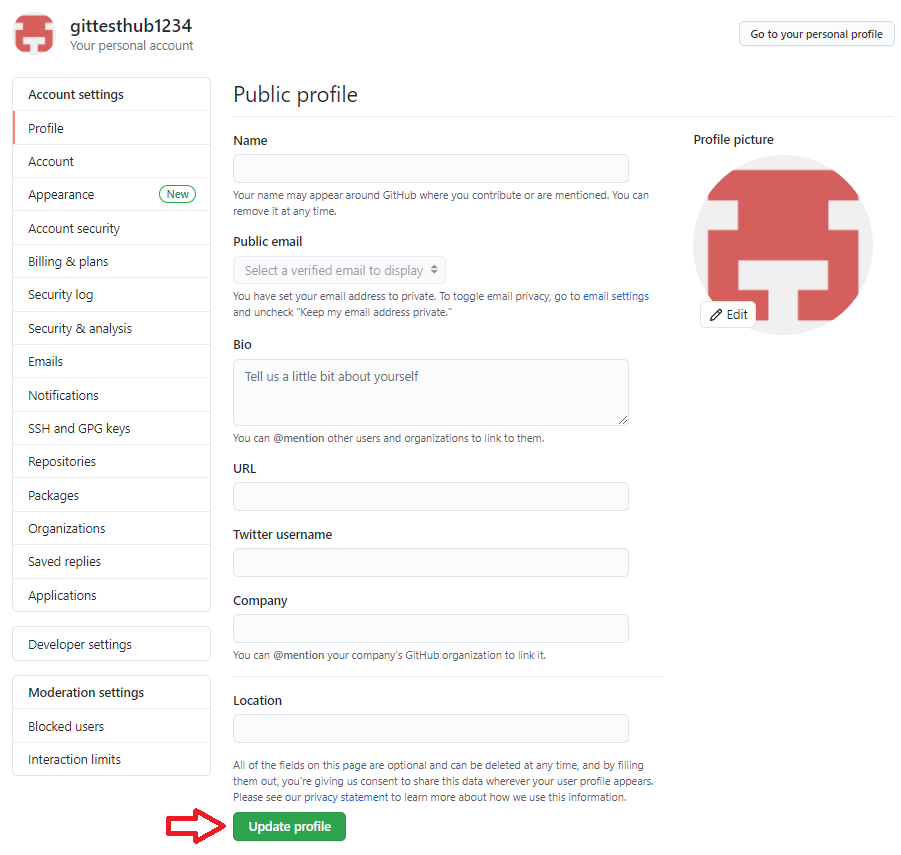 gittesthub1234
Your personal account
Go to your personal profile
Account settings
Profile
Account
Appearance New
Account security
Billing & plans
Security log
Security & analysis
Emails
Notifications
SSH and GPG keys
Repositories
Packages
Organizations
Saved replies
Applications
Developer settings
Moderation settings
Blocked users
Interaction limits
Public profile
Name
Your name may appear around GitHub where you contribute or are mentioned. You can
remove it at any time.
Public email
Select a verified email to display
You have set your email address to private. To toggle email privacy, go to email settings
and uncheck "Keep my email address private."
Bio
Tell us a little bit about yourself
You can @mention other users and organizations to link to them.
URL
Twitter username
Company
You can @mention your company's GitHub organization to link it.
Location
All of the fields on this page are optional and can be deleted at any time, and by filling
them out, you're giving us consent to share this data wherever your user profile appears.
Please see our privacy statement to learn more about how we use this information.
Update profile
Profile picture
Edit